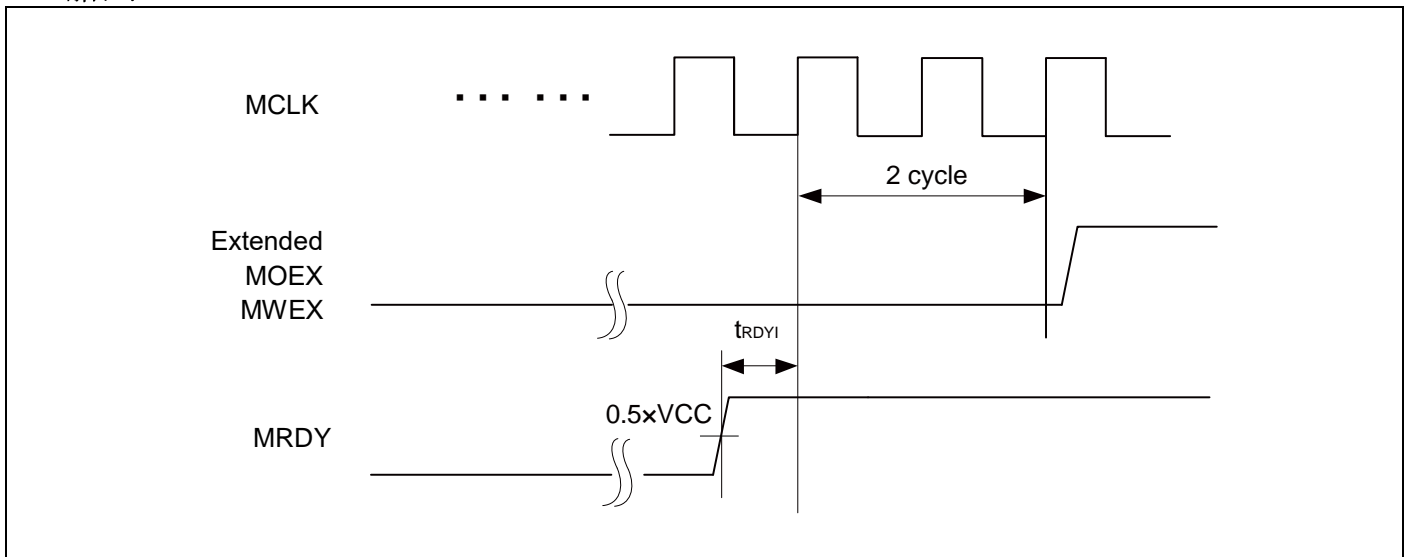 MCLK
... ...
2 cycle
Extended
MOEX
MWEX
tRDYI
0.5×VCC
MRDY